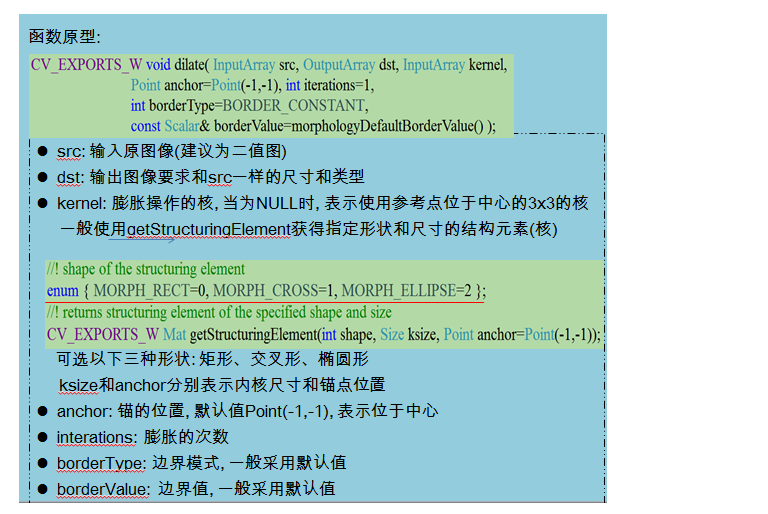 函数原型:
CV_EXPORTS_W void dilate( InputArray src, OutputArray dst, InputArray kernel,
Point anchor=Point(-1,-1), int iterations=1,
int borderType=BORDER_CONSTANT,
const Scalar& borderValue=morphologyDefaultBorderValue() );
● src: 输入原图像(建议为二值图)
● dst: 输出图像要求和src一样的尺寸和类型
● kernel: 膨胀操作的核, 当为NULL时, 表示使用参考点位于中心的3x3的核
一般使用getStructuringElement获得指定形状和尺寸的结构元素(核)
//! shape of the structuring element
enum { MORPH_RECT=0, MORPH_CROSS=1, MORPH_ELLIPSE=2 };
//! returns structuring element of the specified shape and size
CV_EXPORTS_W Mat getStructuringElement(int shape, Size ksize, Point anchor=Point(-1,-1));
可选以下三种形状: 矩形、交叉形、椭圆形
ksize和anchor分别表示内核尺寸和锚点位置
● anchor: 锚的位置, 默认值Point(-1,-1), 表示位于中心
● interations: 膨胀的次数
● borderType: 边界模式, 一般采用默认值
● borderValue: 边界值, 一般采用默认值